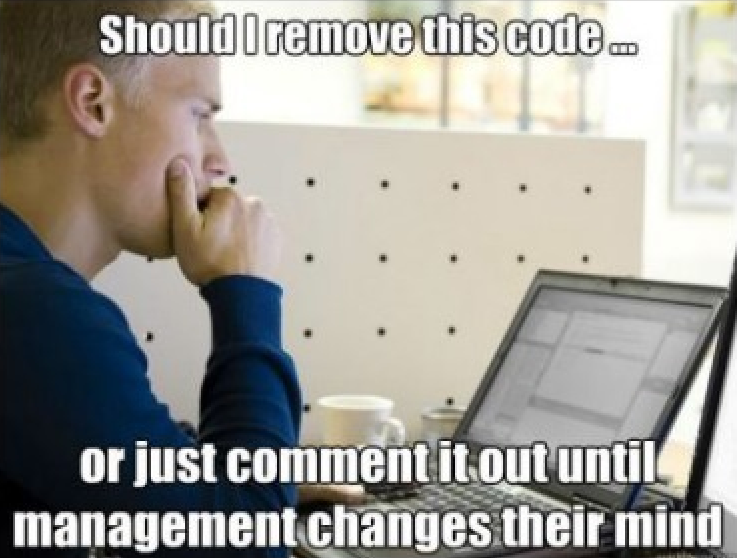 Should I remove this code ...
or just comment it out until
management changes their mind